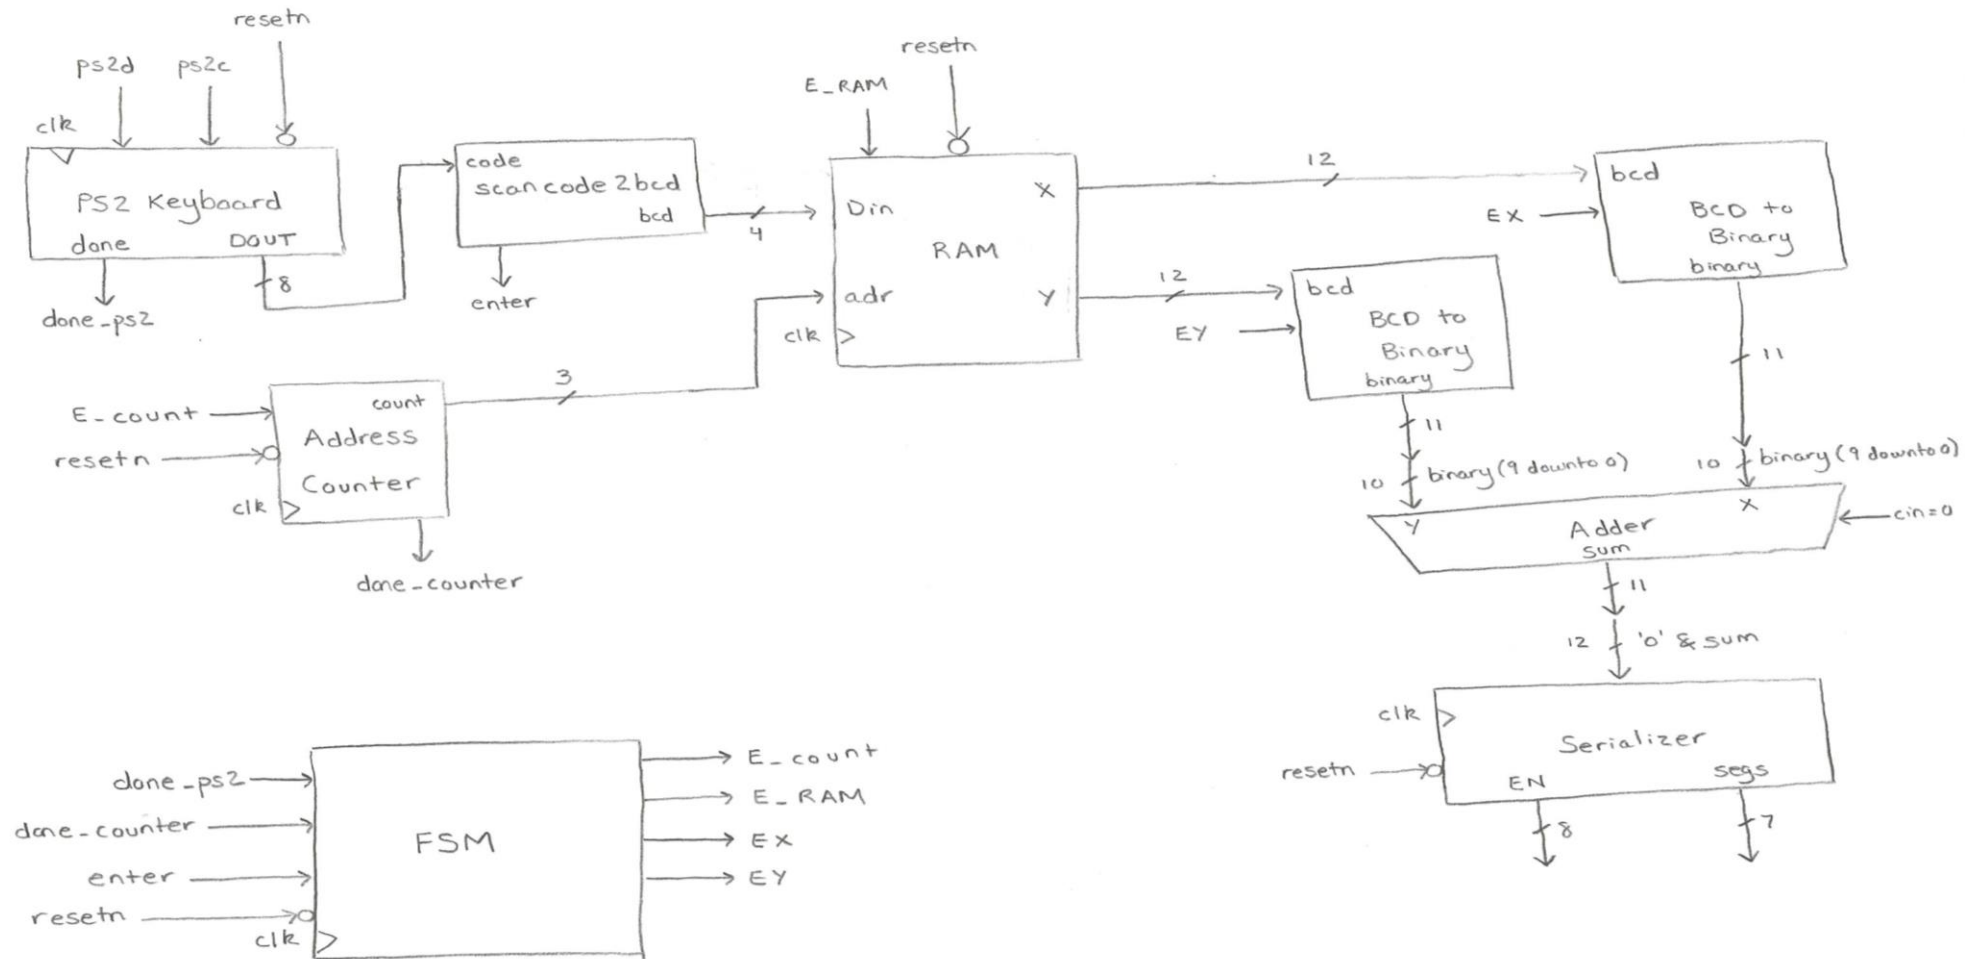 resetn
ps2d
ps2c
clk
PS2 Keyboard
done
DOUT
8
done_ps2
code
scancode2bcd
bcd
4
enter
E_RAM
resetn
Din
X
RAM
adr
Y
clk
12
12
EX
bcd
BCD to
Binary
binary
EY
bcd
BCD to
Binary
binary
11
11
10
binary(9 downto 0)
10
binary(9 downto 0)
E_count
resetn
clk
count
Address
Counter
3
done_counter
Y
X
Adder
sum
cin=0
11
12
'0' & sum
clk
resetn
Serializer
EN
segs
8
7
done_ps2
done_counter
enter
resetn
clk
FSM
E_count
E_RAM
EX
EY